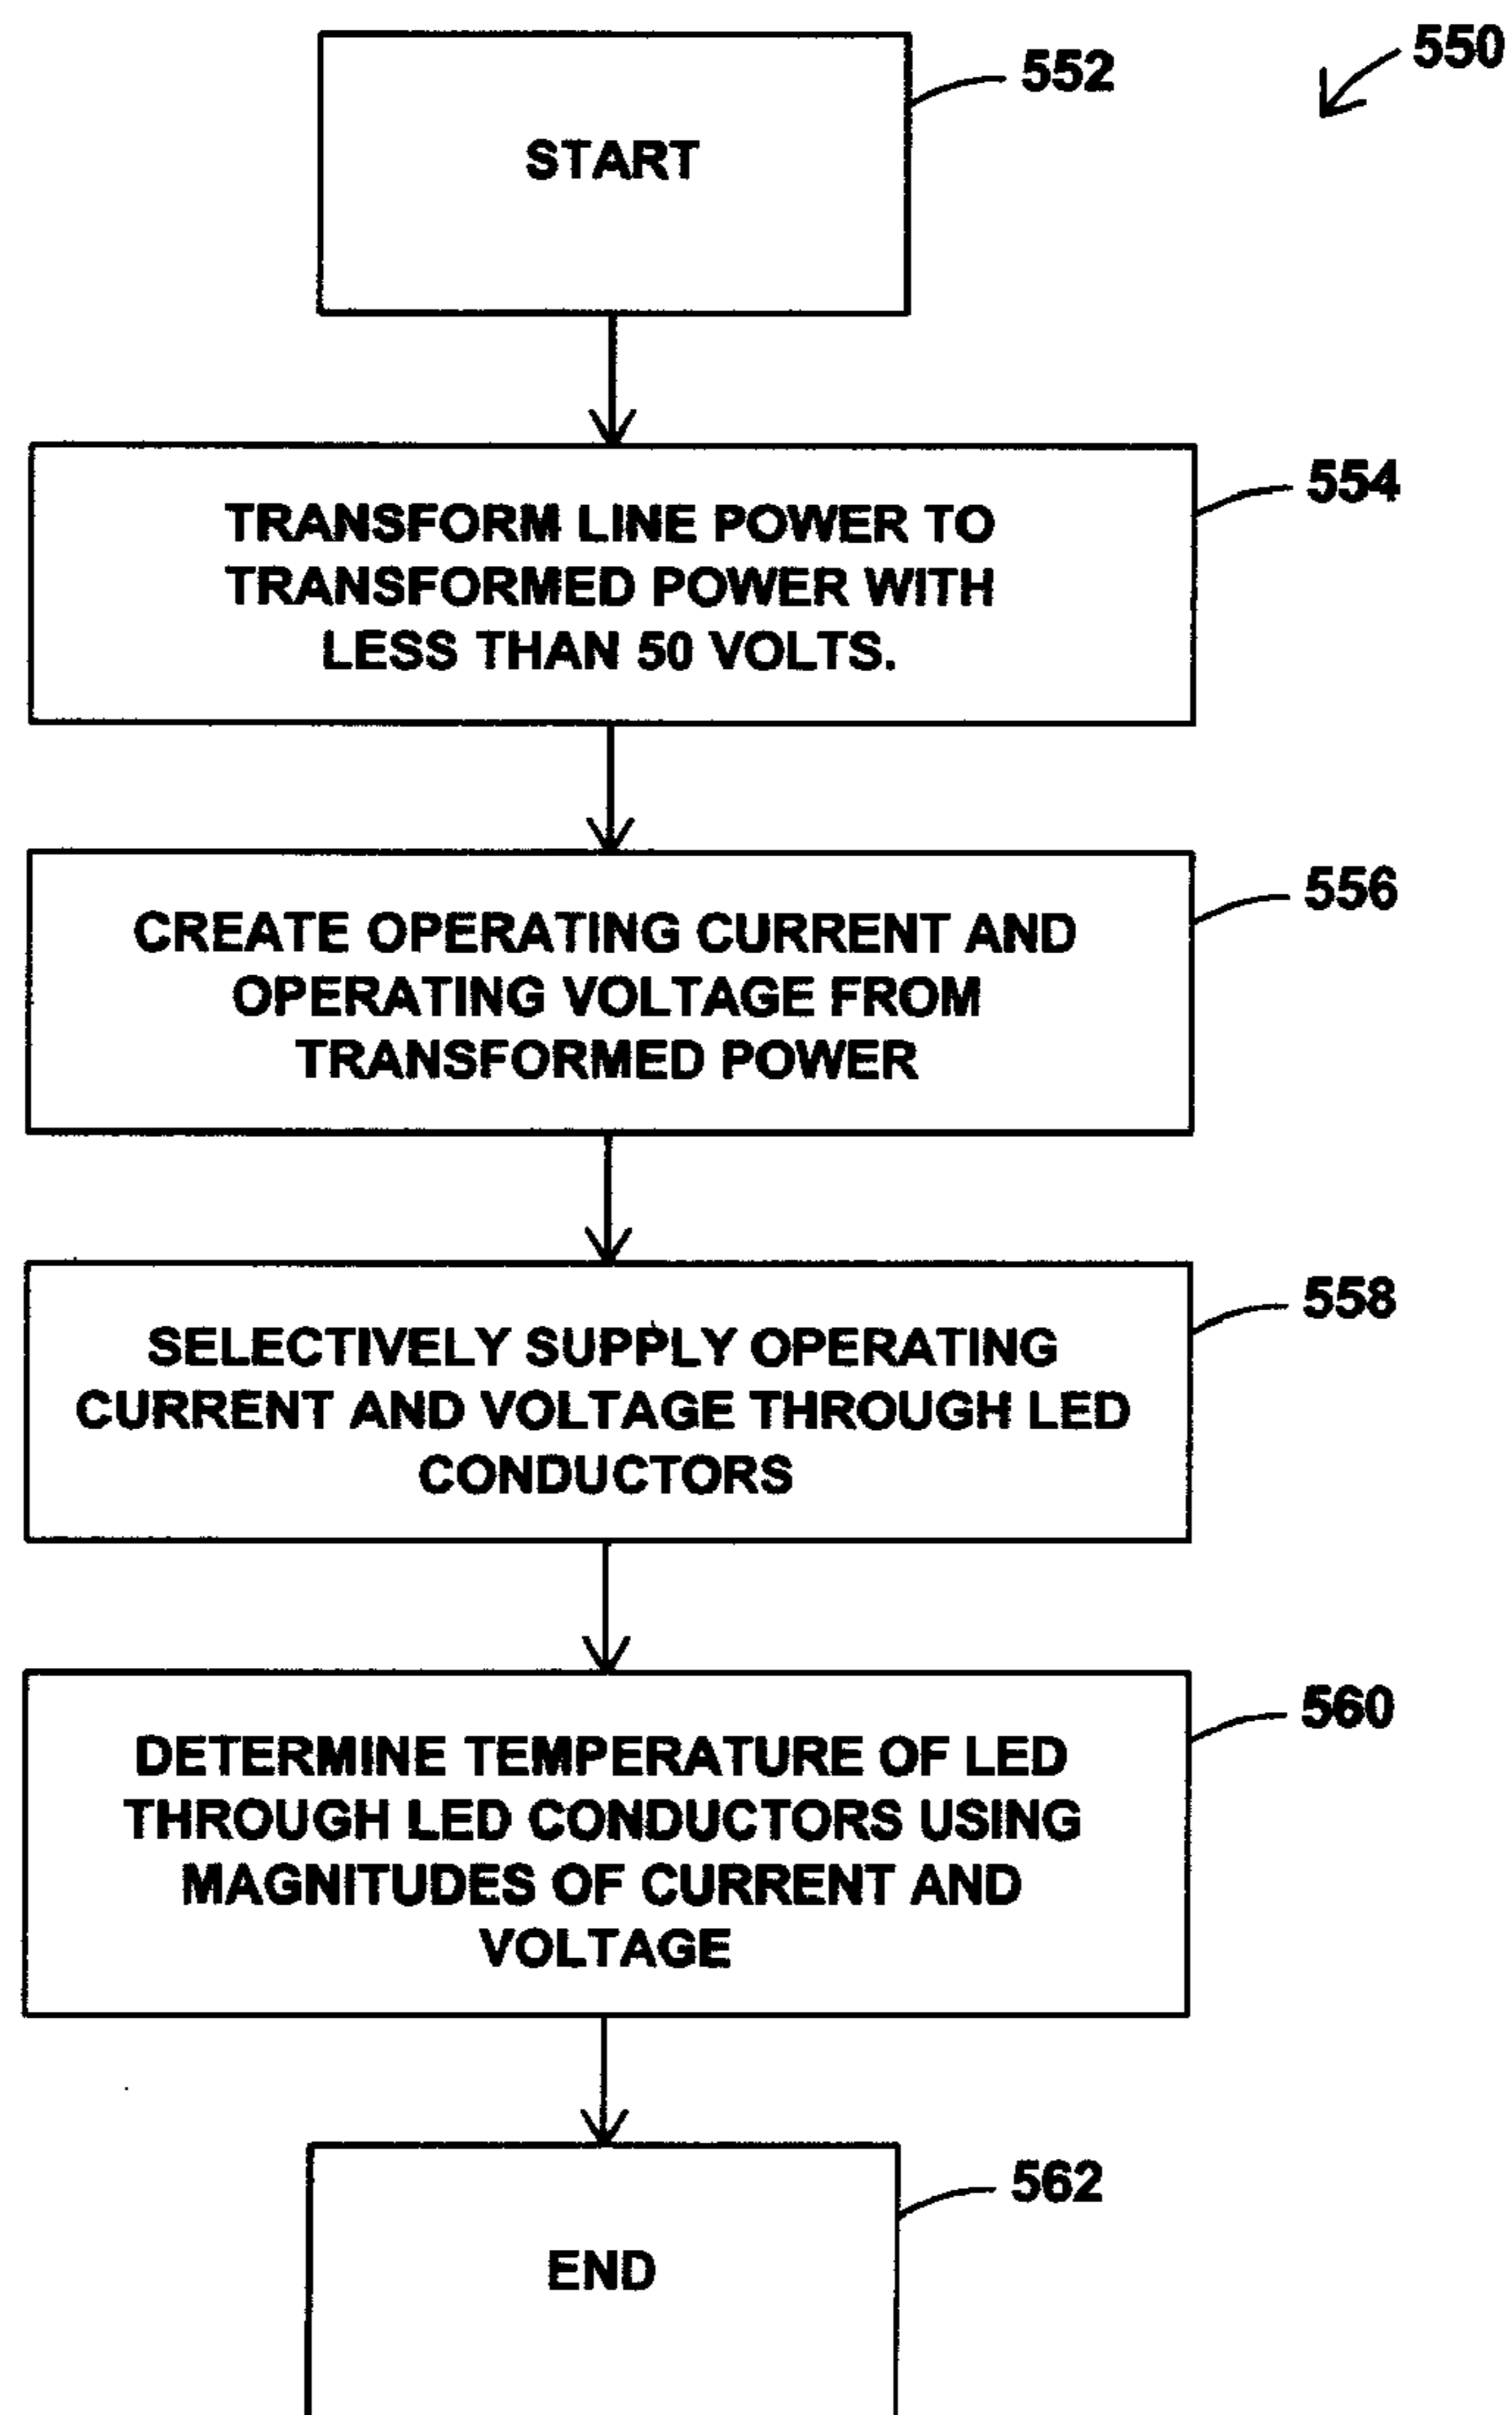 550
552
START
554
TRANSFORM LINE POWER TO
TRANSFORMED POWER WITH
LESS THAN 50 VOLTS.
556
CREATE OPERATING CURRENT AND
OPERATING VOLTAGE FROM
TRANSFORMED POWER
558
SELECTIVELY SUPPLY OPERATING
CURRENT AND VOLTAGE THROUGH LED
CONDUCTORS
560
DETERMINE TEMPERATURE OF LED
THROUGH LED CONDUCTORS USING
MAGNITUDES OF CURRENT AND
VOLTAGE
562
END